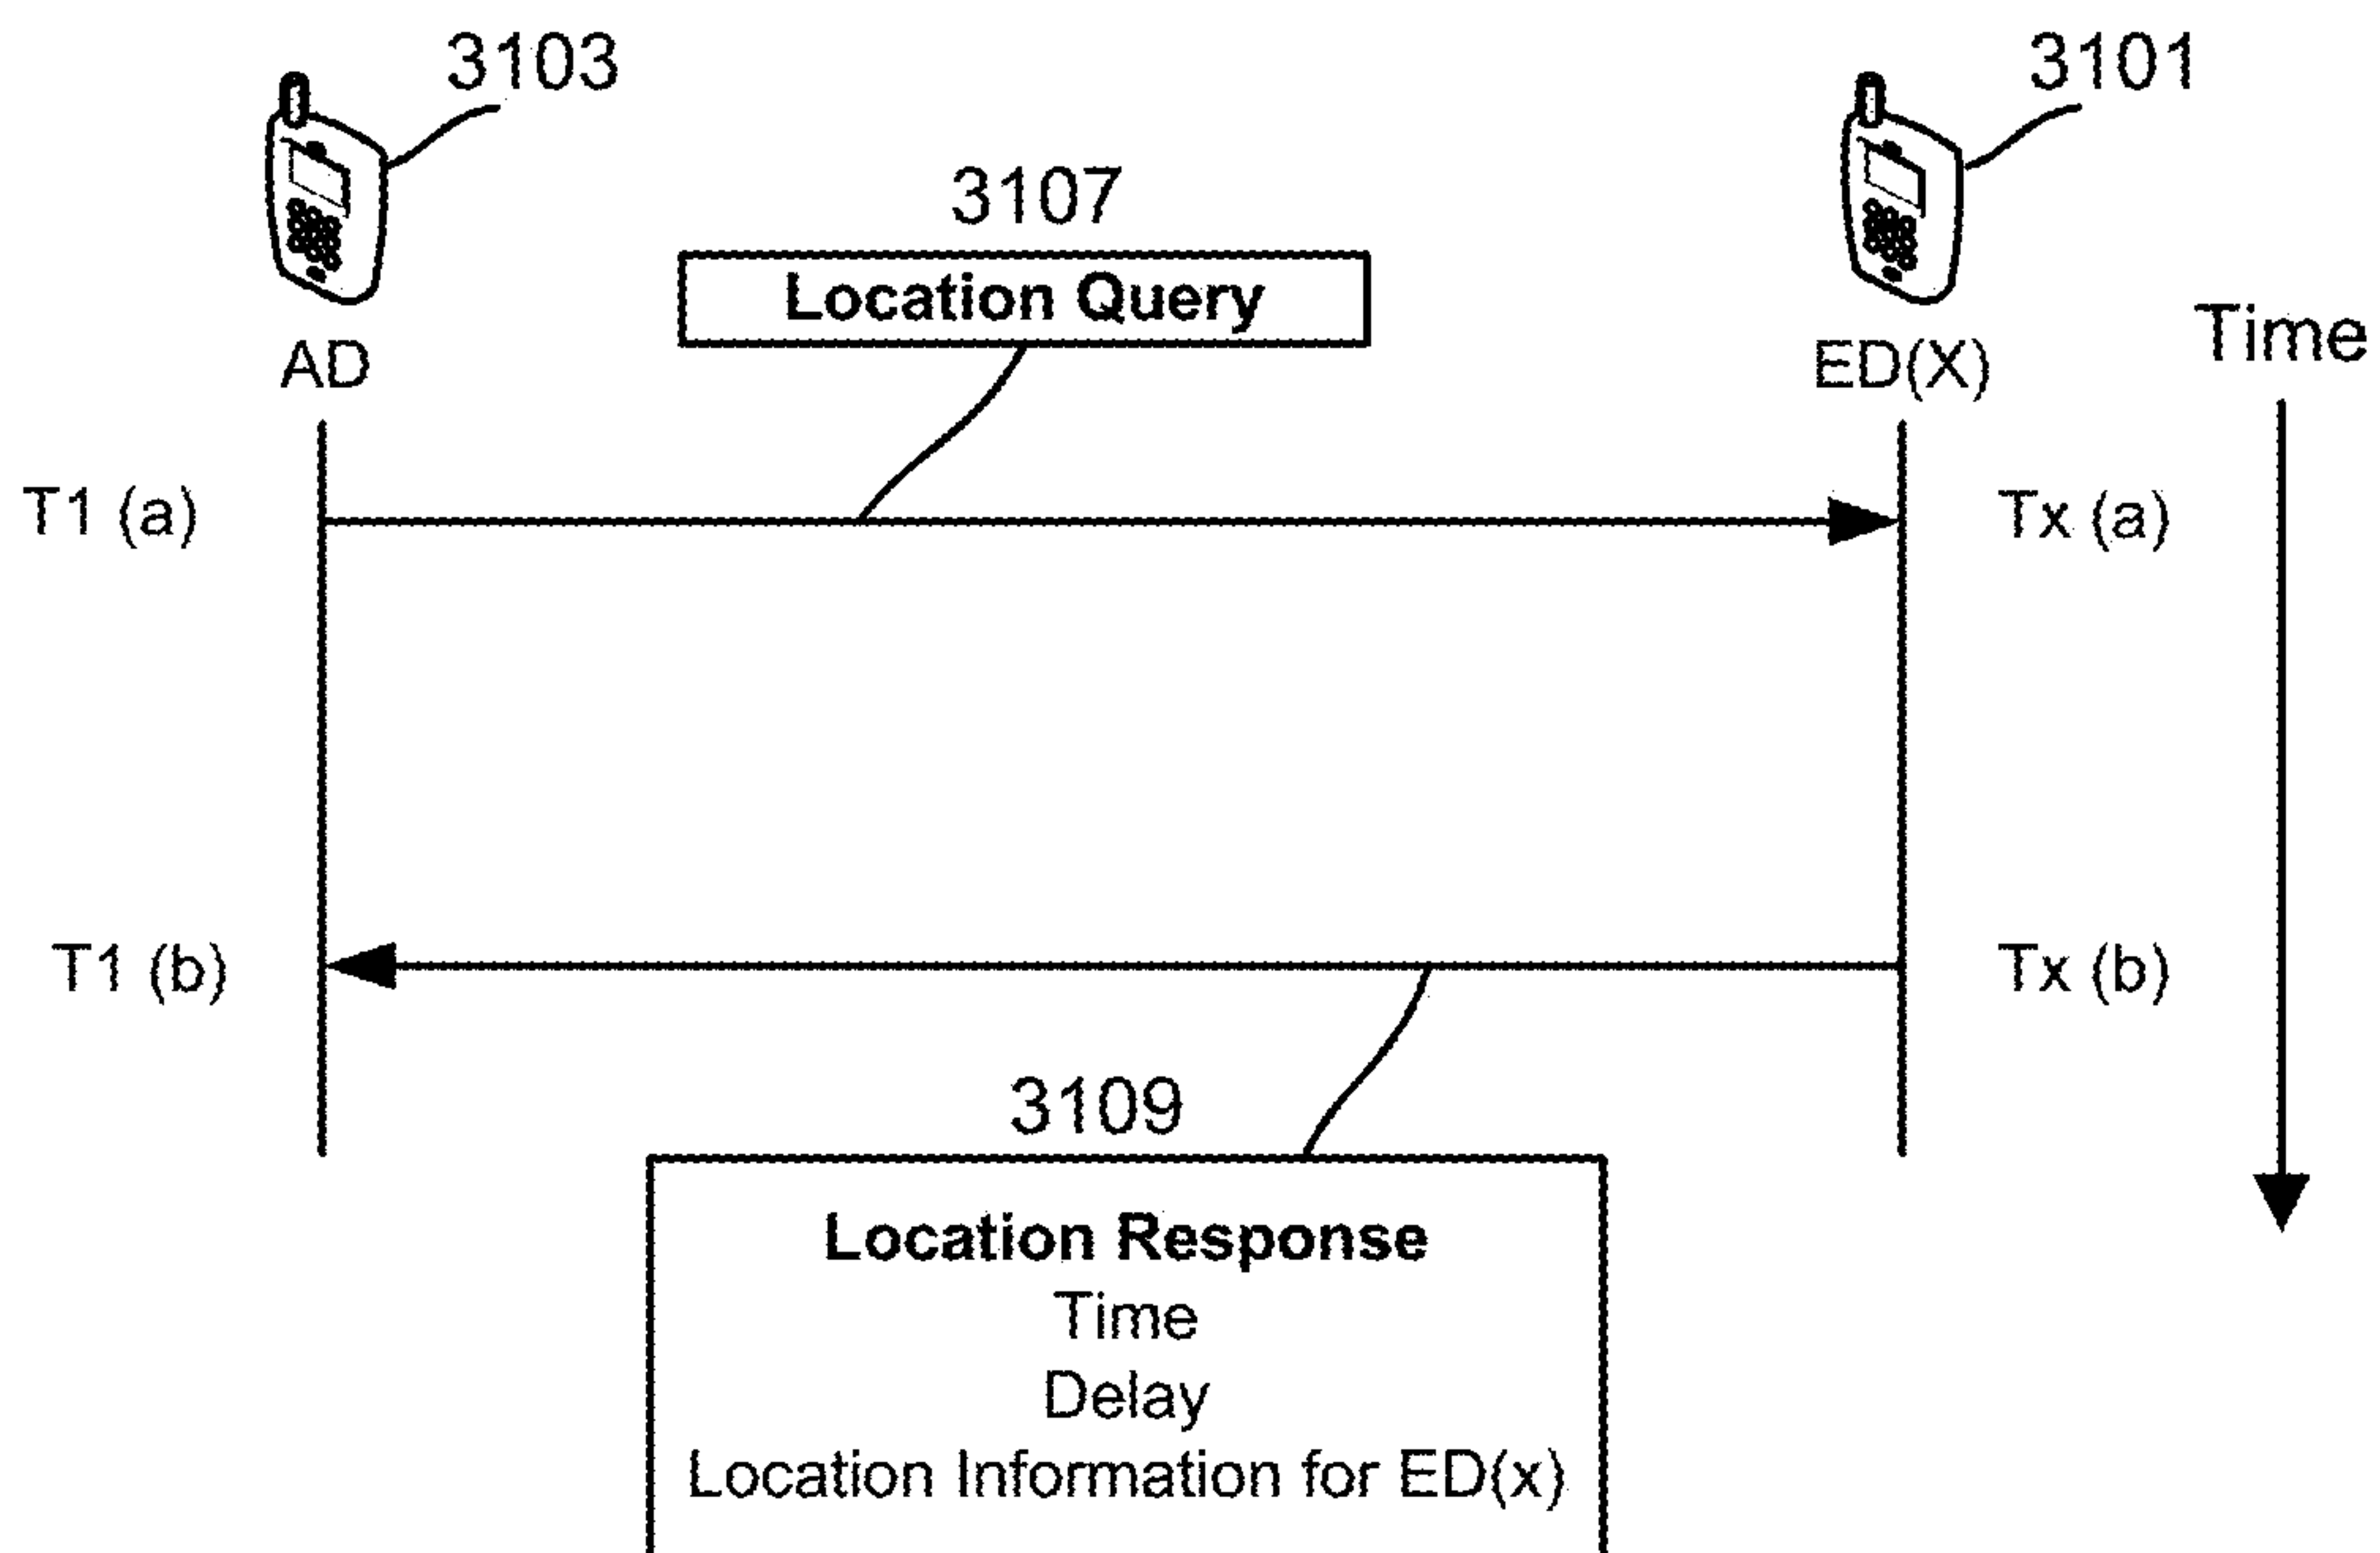 3103
3101
3107
Location Query
AD
ED(X)
Time
T1 (a)
Tx (a)
T1 (b)
Tx (b)
3109
Location Response
Time
Delay
Location Information for ED(x)